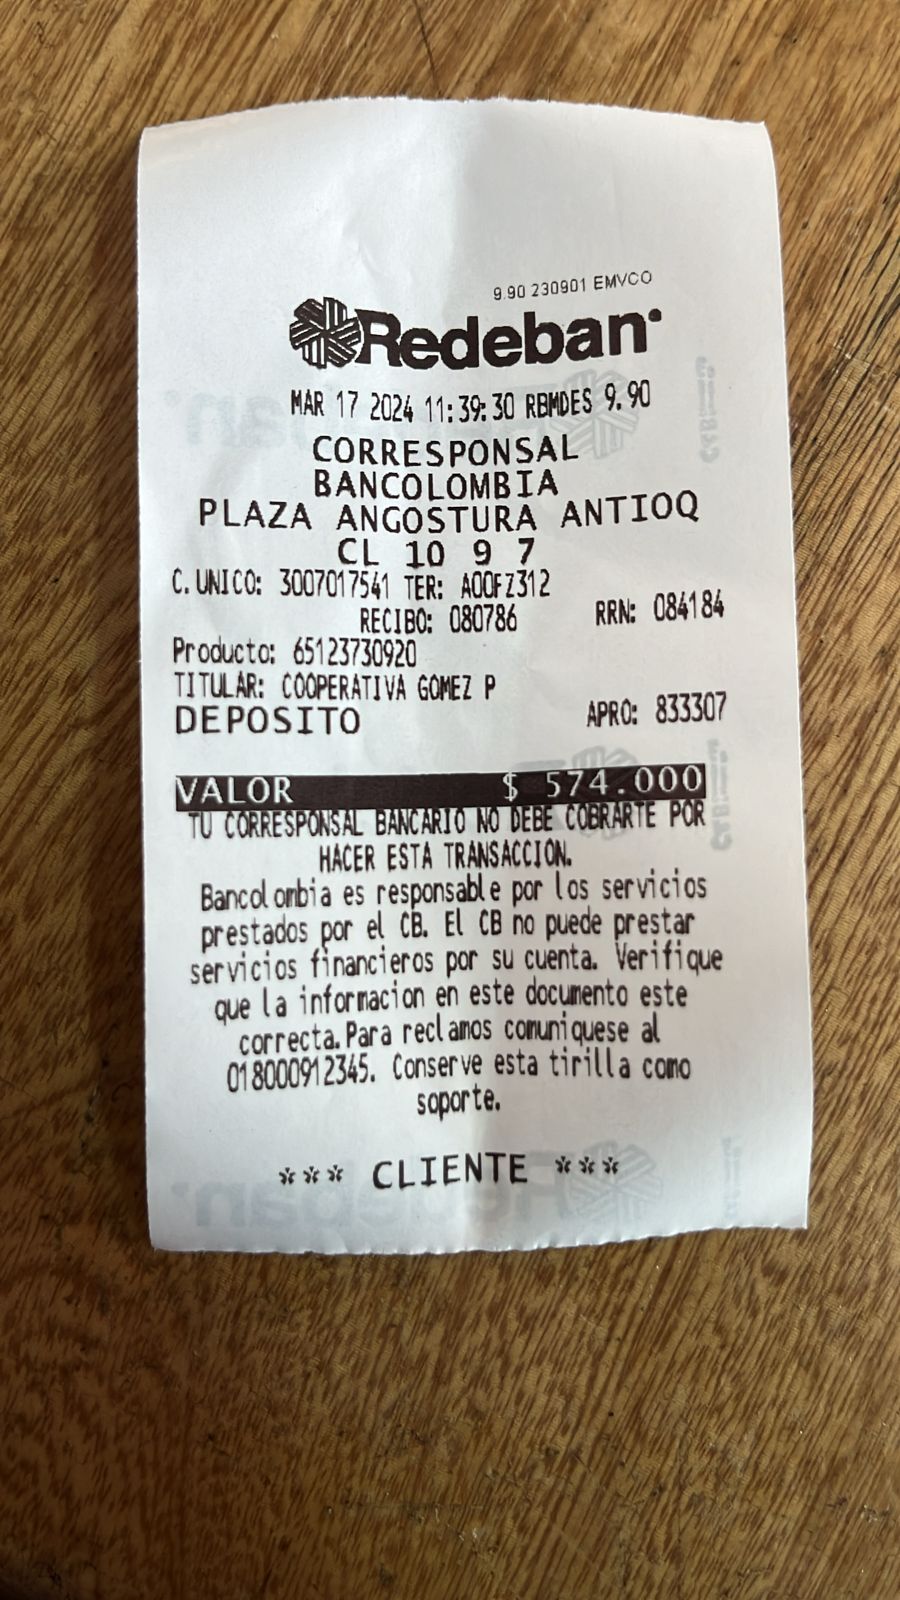 9.90 230901 EMVCO
Redeban
MAR 17 2024 11:39:30 RBMDES 9.90
CORRESPONSAL
BANCOLOMBIA
PLAZA ANGOSTURA ANTIOQ
CL 10 9 7
C. UNICO: 3007017541 TER: A00FZ312
RECIBO: 080786 RRN: 084184
Producto: 65123730920
TITULAR: COOPERATIVA GOMEZ P
DEPOSITO APRO: 833307
VALOR $ 574.000
TU CORRESPONSAL BANCARIO NO DEBE COBRARTE POR
HACER ESTA TRANSACCION.
Bancolombia es responsable por los servicios
prestados por el CB. El CB no puede prestar
servicios financieros por su cuenta. Verifique
que la informacion en este documento este
correcta. Para reclamos comuniquese al
018000912345. Conserve esta tirilla como
soporte.
*** CLIENTE ***